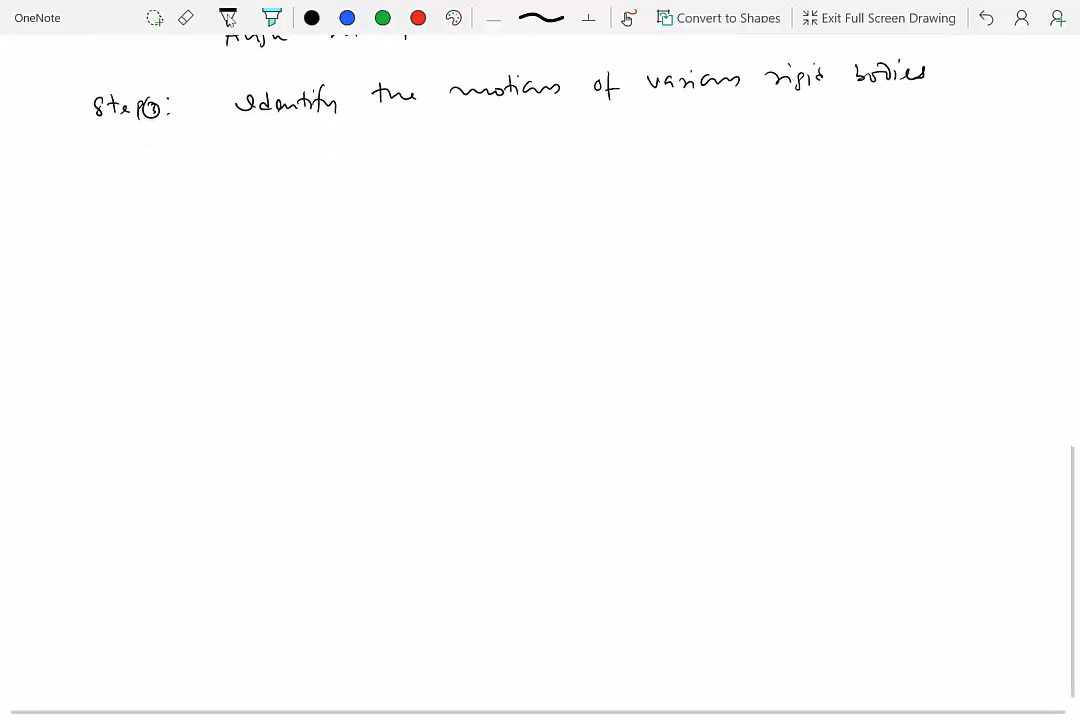 OneNote
Convert to Shapes
Exit Full Screen Drawing
Step③: Identify the motions of various rigid bodies